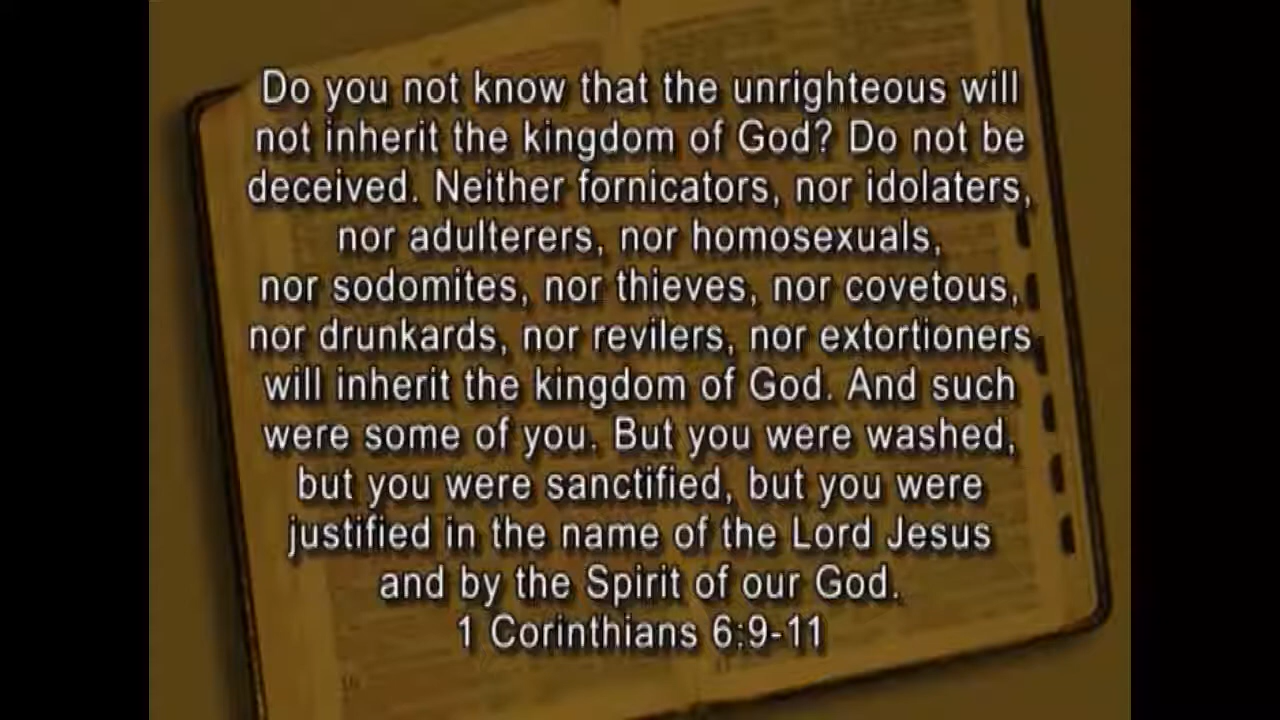 Do you not know that the unrighteous will
not inherit the kingdom of God? Do not be
deceived. Neither fornicators, nor idolaters,
nor adulterers, nor homosexuals,
nor sodomites, nor thieves, nor covetous,
nor drunkards, nor revilers, nor extortioners
will inherit the kingdom of God. And such
were some of you. But you were washed,
but you were sanctified, but you were
justified in the name of the Lord Jesus
and by the Spirit of our God.
1 Corinthians 6:9-11